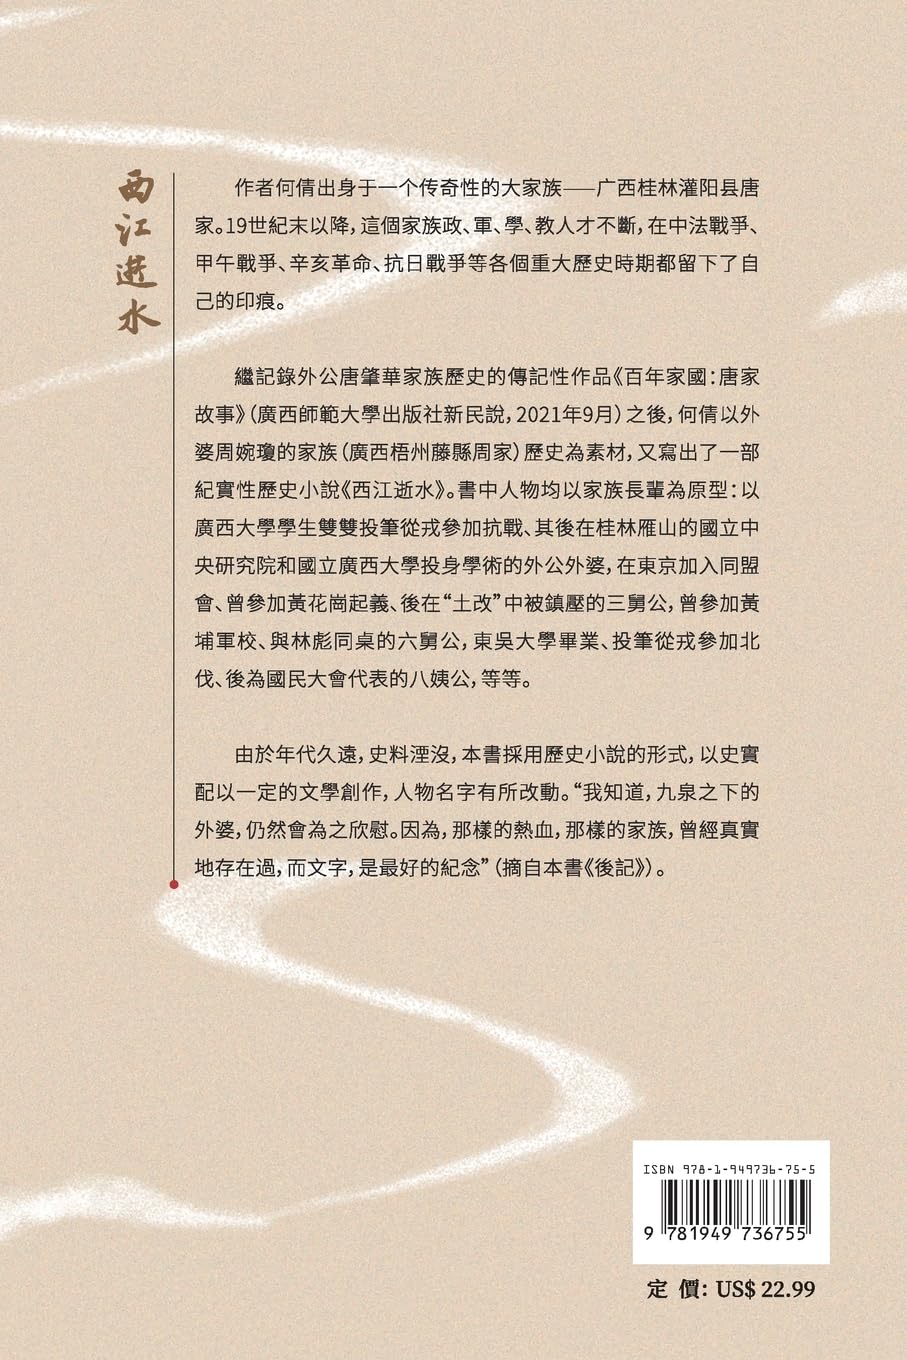 西江逝水
作者何倩出身于一个传奇性的大家族——广西桂林灌阳县唐
家。19世紀末以降，這個家族政、軍、學、教人才不斷，在中法戰爭、
甲午戰爭、辛亥革命、抗日戰爭等各個重大歷史時期都留下了自
己的印痕。
繼記錄外公唐肇華家族歷史的傳記性作品《百年家國：唐家
故事》（廣西師範大學出版社新民說，2021年9月）之後，何倩以外
婆周婉瓊的家族（廣西梧州藤縣周家）歷史為素材，又寫出了一部
紀實性歷史小說《西江逝水》。書中人物均以家族長輩為原型：以
廣西大學學生雙雙投筆從戎參加抗戰、其後在桂林雁山的國立中
央研究院和國立廣西大學投身學術的外公外婆，在東京加入同盟
會、曾參加黃花崗起義、後在“土改”中被鎮壓的三舅公，曾參加黃
埔軍校、與林彪同桌的六舅公，東吳大學畢業、投筆從戎參加北
伐、後為國民大會代表的八姨公，等等。
由於年代久遠，史料湮沒，本書採用歷史小說的形式，以史實
配以一定的文學創作，人物名字有所改動。“我知道，九泉之下的
外婆，仍然會為之欣慰。因為，那樣的熱血，那樣的家族，曾經真實
地存在過，而文字，是最好的紀念”（摘自本書《後記》）。
ISBN 978-1-949736-75-5
9 781949 736755
定 價：US$ 22.99